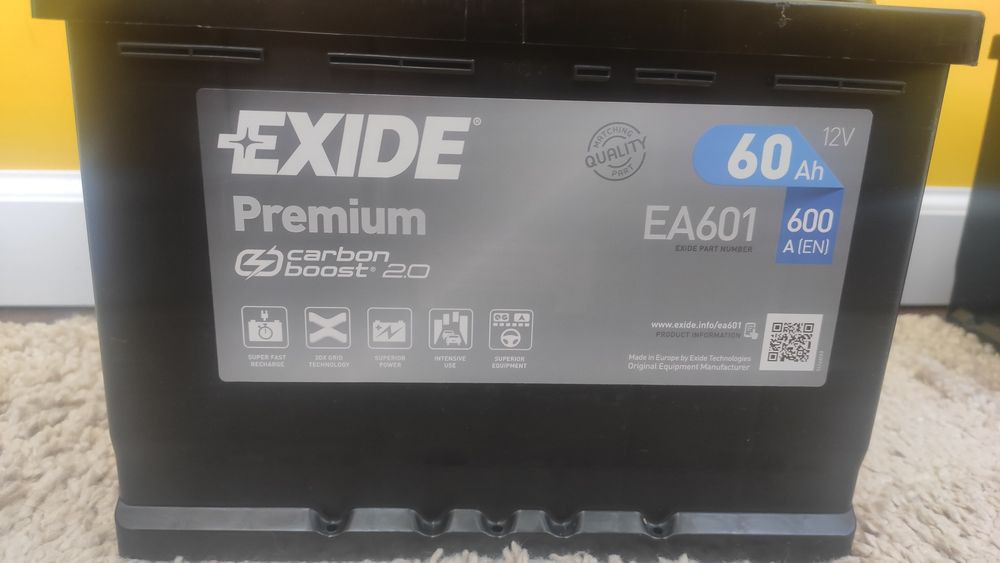 EXIDE®
Premium
carbon
boost® 2.0
MATCHING
QUALITY
PART
60 Ah
12V
EA601
EXIDE PART NUMBER
600
A (EN)
SUPER FAST
RECHARGE
3DX GRID
TECHNOLOGY
SUPERIOR
POWER
INTENSIVE
USE
SUPERIOR
EQUIPMENT
www.exide.info/ea601
PRODUCT INFORMATION
Made in Europe by Exide Technologies
Original Equipment Manufacturer